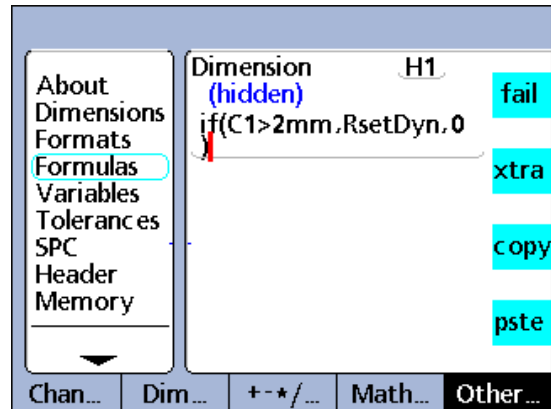 About
Dimensions
Formats
Formulas
Variables
Tolerances
SPC
Header
Memory
Dimension H1
(hidden)
if(C1>2mm,RsetDyn,0
)
fail
xtra
copy
pste
Chan... Dim... +-*/... Math... Other...